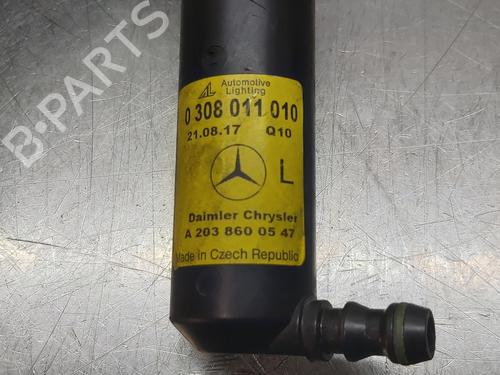 B-PARTS
AL Automotive
Lighting
0 308 011 010
21.08.17 Q10
L
Daimler Chrysler
A 203 860 05 47
Made in Czech Republic